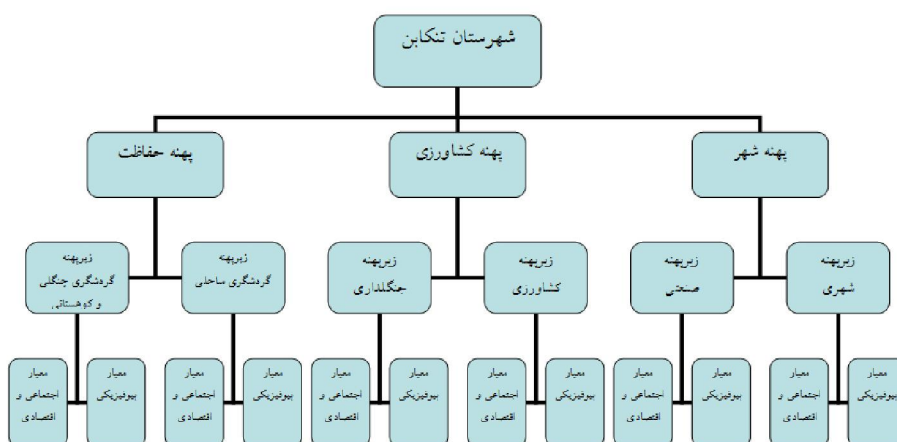 شهرستان تنکابن
پهنه شهر
پهنه کشاورزی
پهنه حفاظت
زیرپهنه
شهری
زیرپهنه
صنعتی
زیرپهنه
کشاورزی
زیرپهنه
جنگلداری
زیرپهنه
گردشگری ساحلی
زیرپهنه
گردشگری جنگلی
و کوهستانی
معیار
بیوفیزیکی
معیار
اجتماعی و
اقتصادی
معیار
بیوفیزیکی
معیار
اجتماعی و
اقتصادی
معیار
بیوفیزیکی
معیار
اجتماعی و
اقتصادی
معیار
بیوفیزیکی
معیار
اجتماعی و
اقتصادی
معیار
بیوفیزیکی
معیار
اجتماعی و
اقتصادی
معیار
بیوفیزیکی
معیار
اجتماعی و
اقتصادی